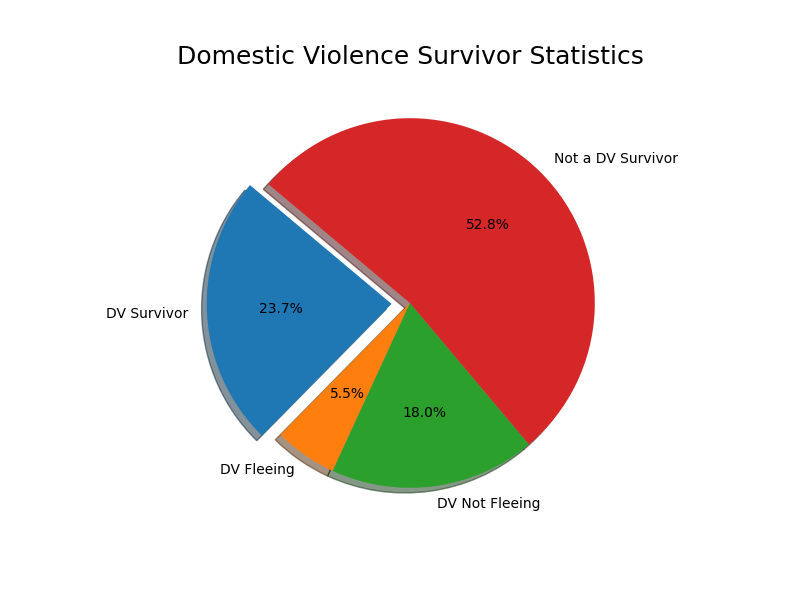 Domestic Violence Survivor Statistics
Not a DV Survivor
52.8%
DV Survivor
23.7%
5.5%
18.0%
DV Fleeing
DV Not Fleeing